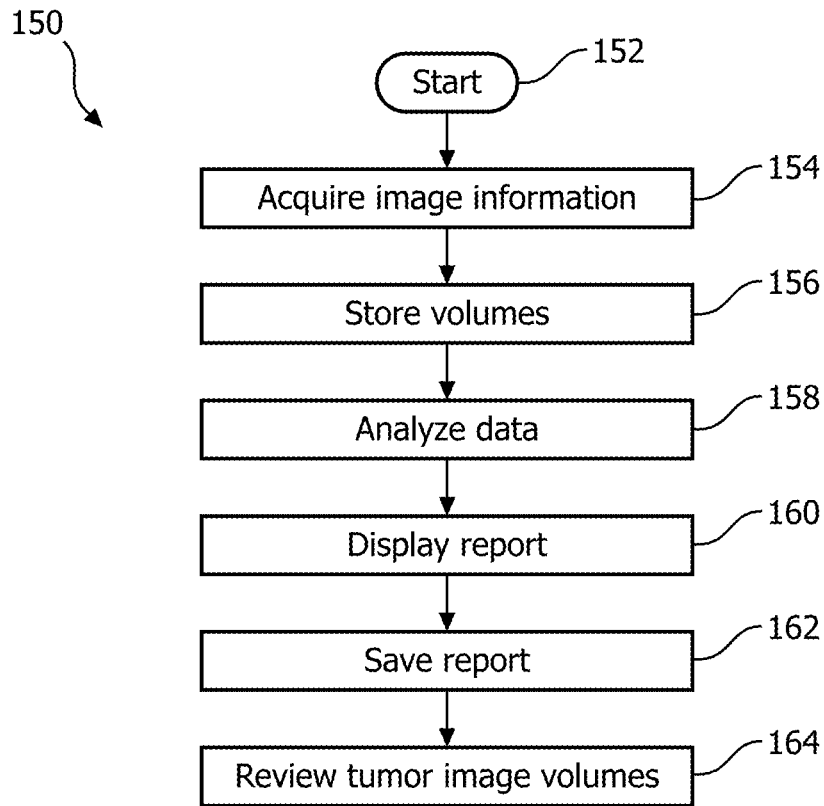 150
Start
152
Acquire image information
154
Store volumes
156
Analyze data
158
Display report
160
Save report
162
Review tumor image volumes
164